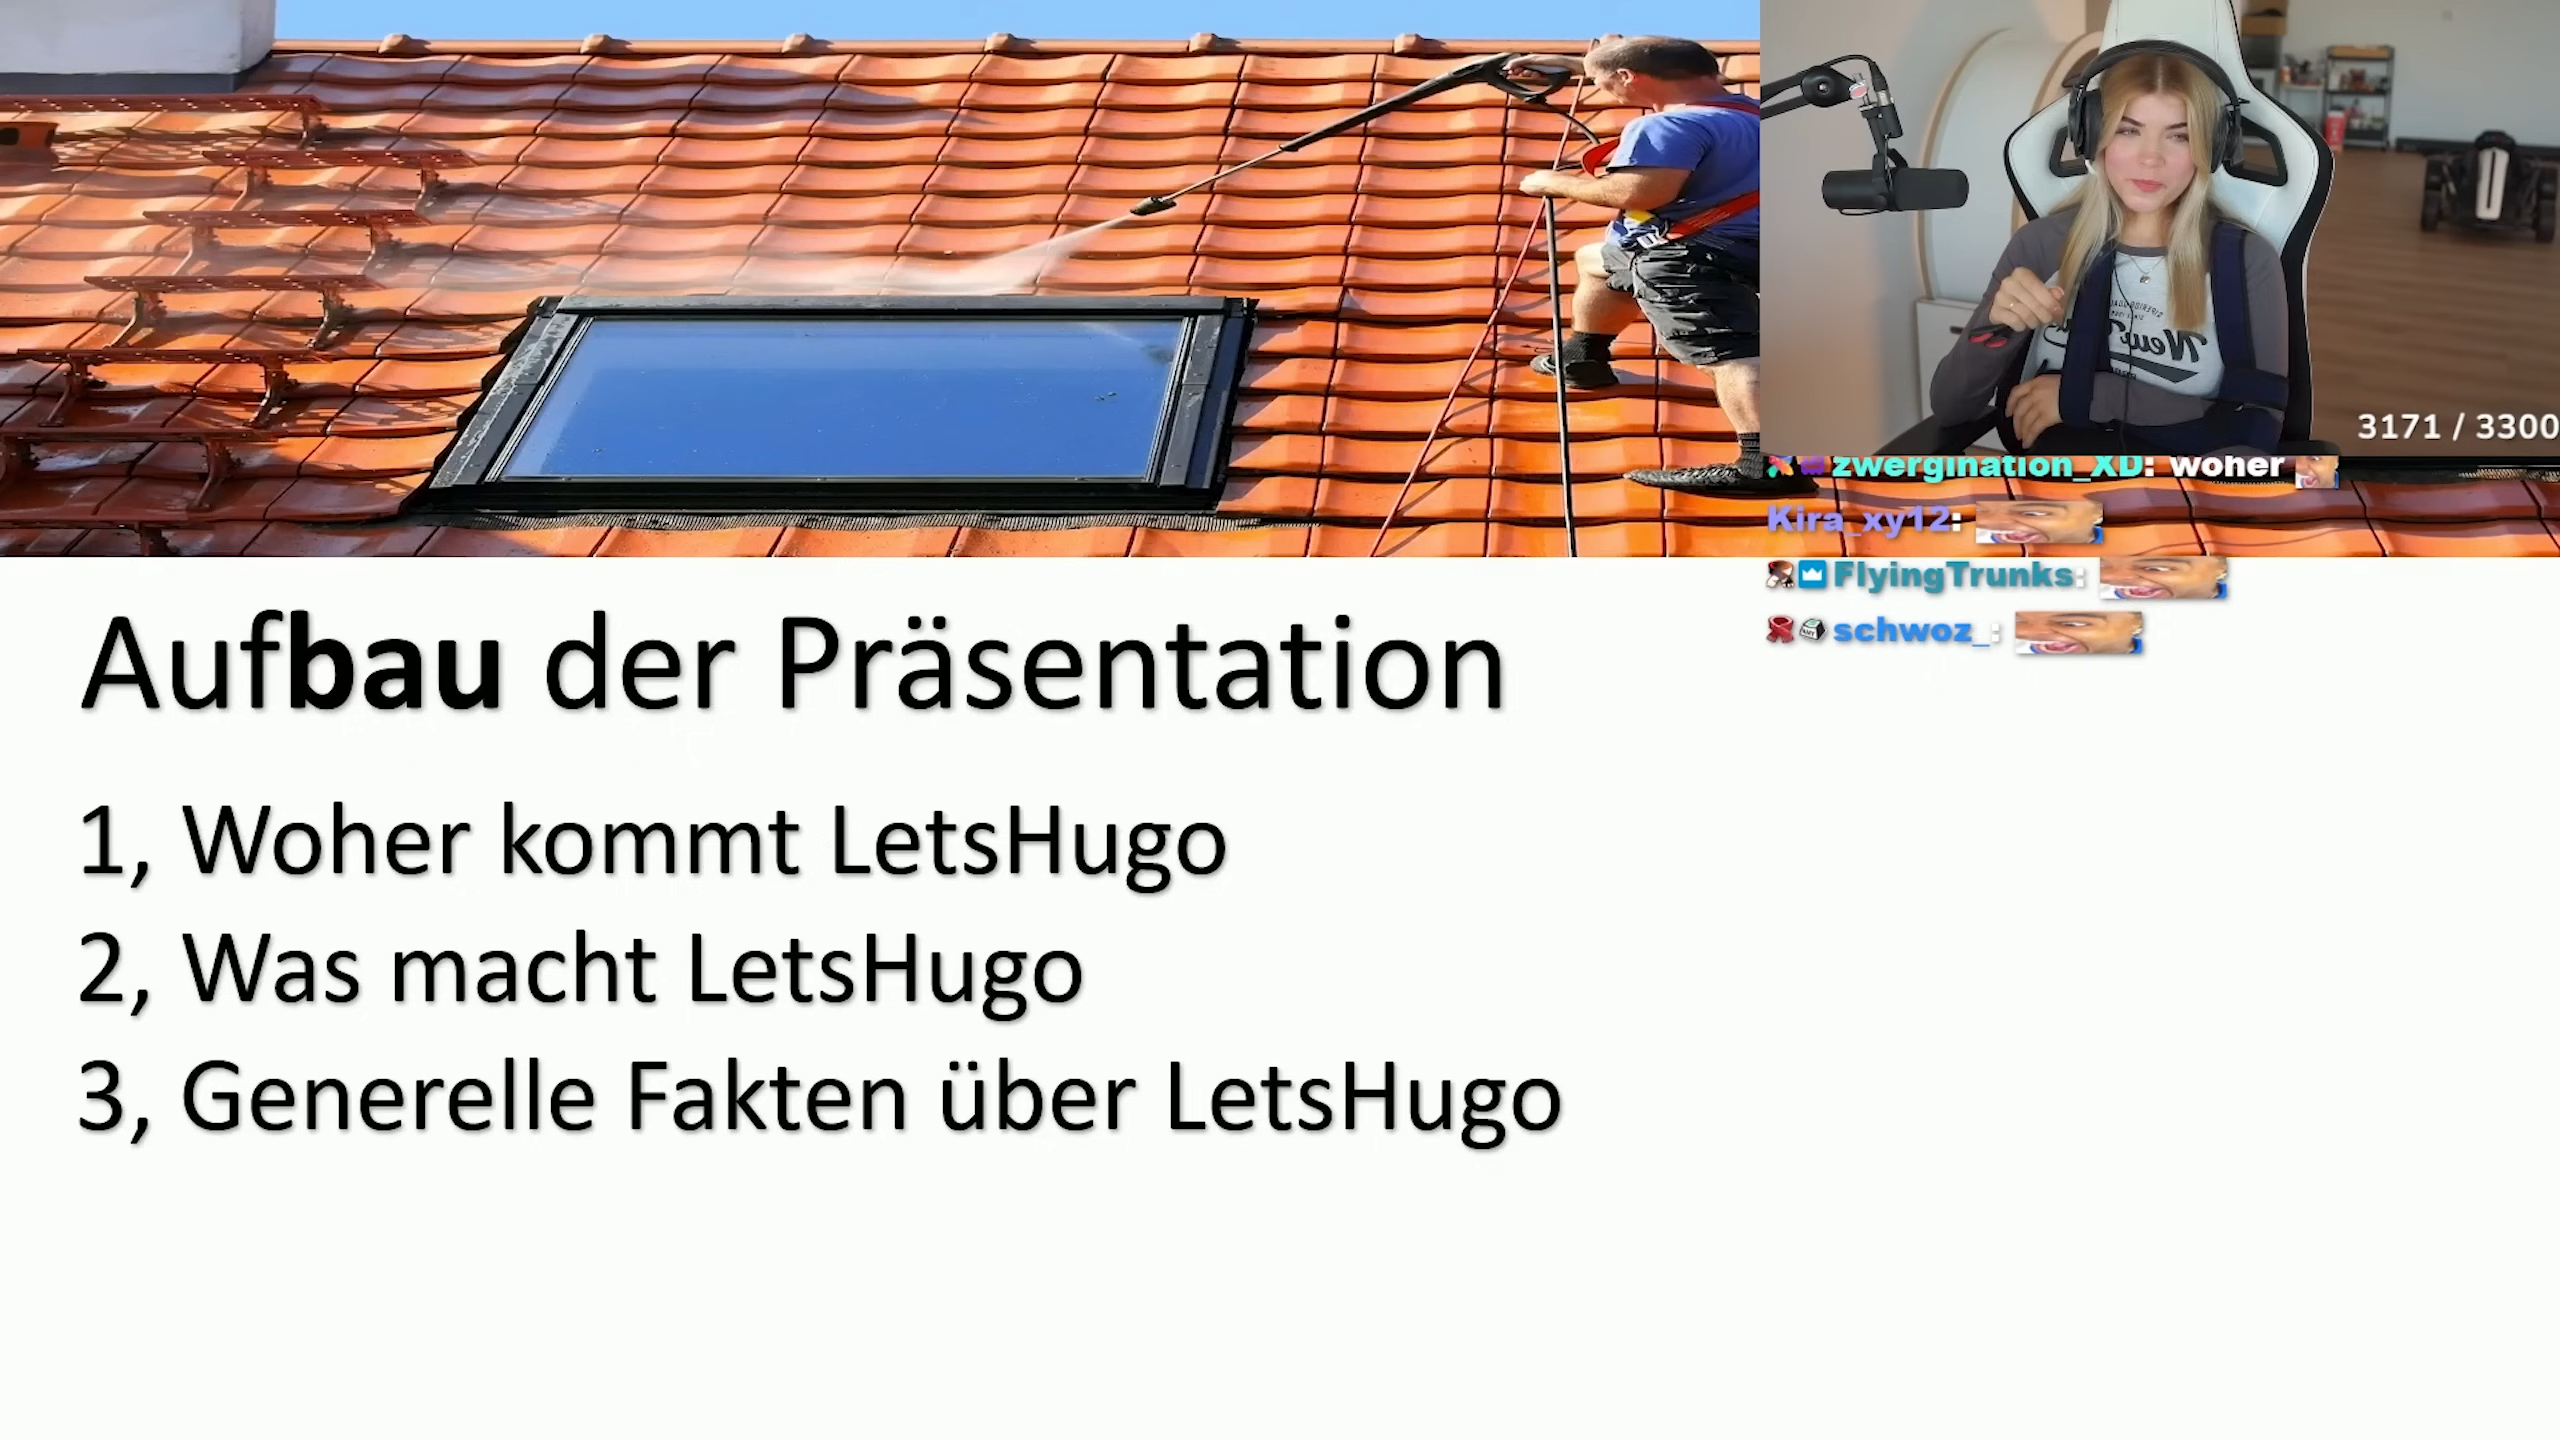 3171 / 3300
zwergination_XD: woher
Kira_xy12:
FlyingTrunks:
schwoz_:
Aufbau der Präsentation
1, Woher kommt LetsHugo
2, Was macht LetsHugo
3, Generelle Fakten über LetsHugo